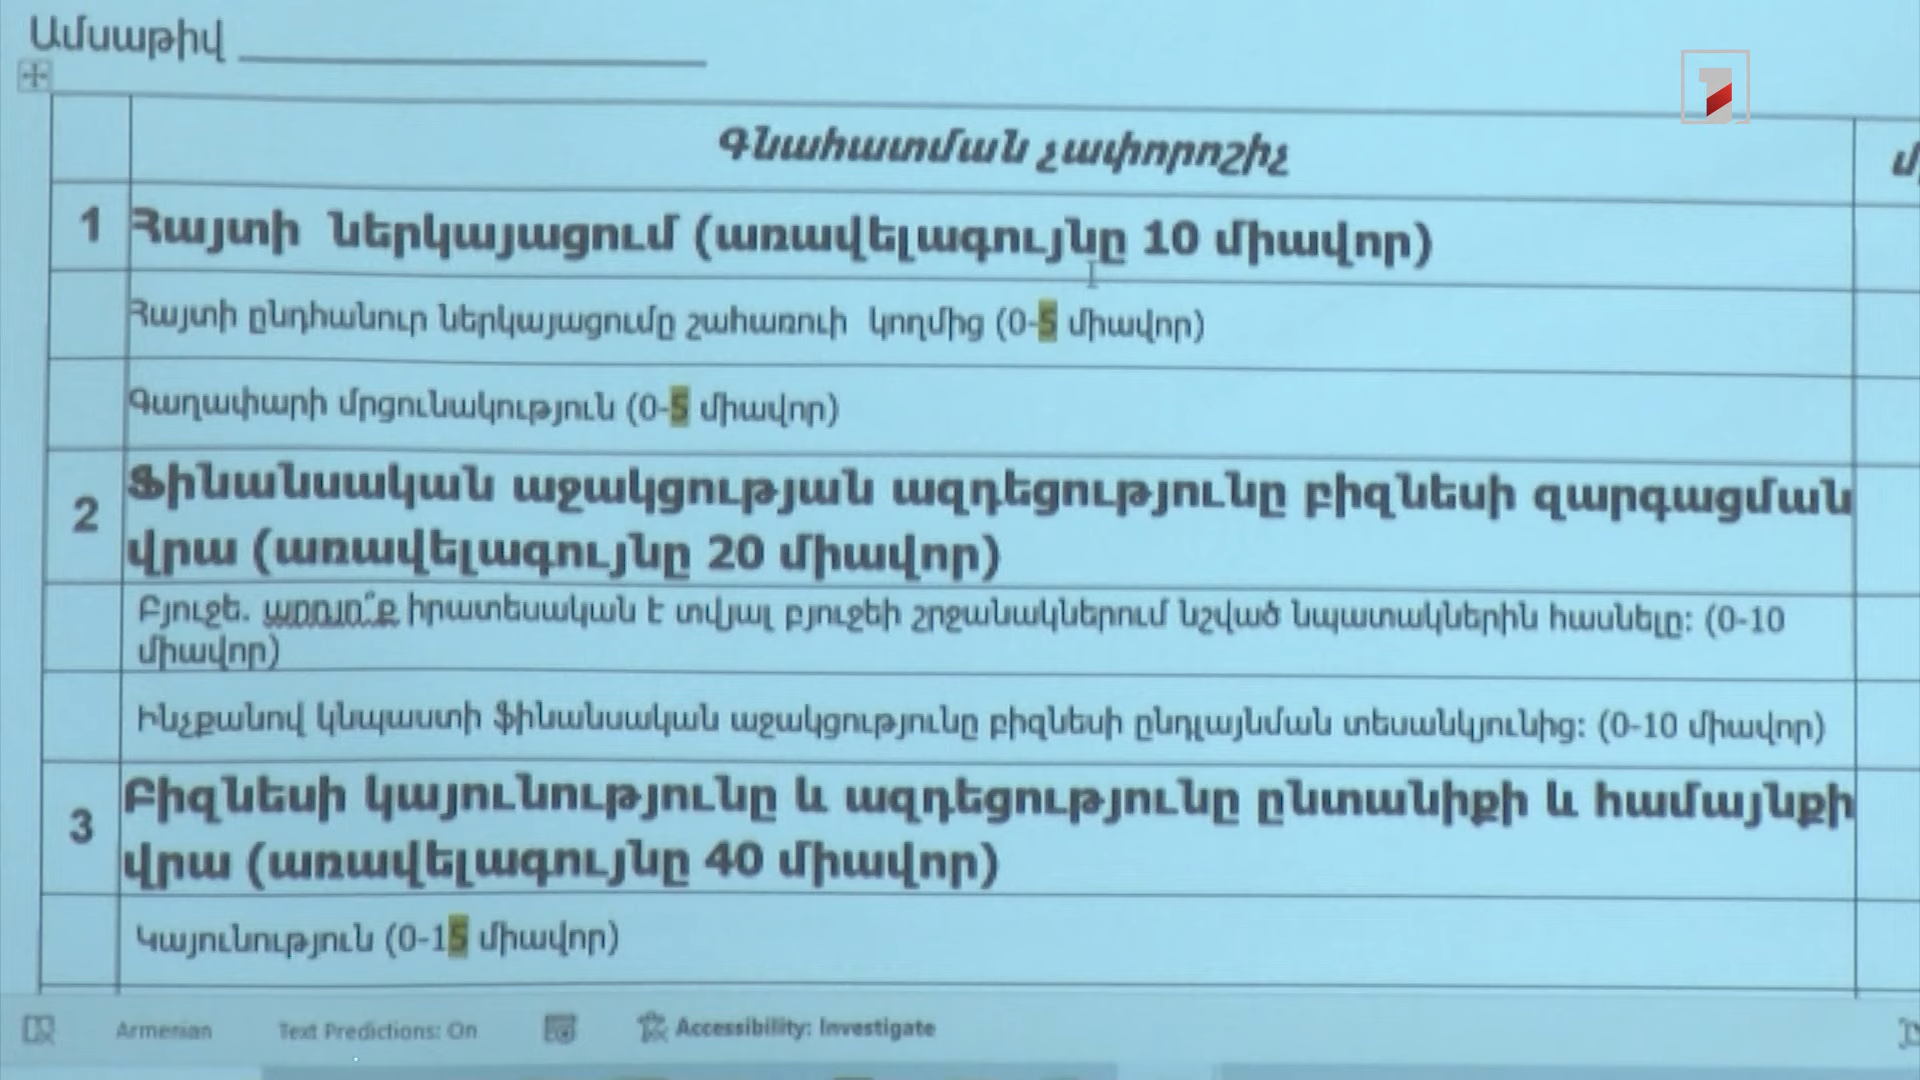 Ամսաթիվ
Գնահատման չափորոշիչ
1 Հայտի ներկայացում (առավելագույնը 10 միավոր)
Հայտի ընդհանուր ներկայացումը շահառուի կողմից (0-5 միավոր)
Գաղափարի մրցունակություն (0-5 միավոր)
2 Ֆինանսական աջակցության ազդեցությունը բիզնեսի զարգացման
վրա (առավելագույնը 20 միավոր)
Բյուջե. արդյո՞ք իրատեսական է տվյալ բյուջեի շրջանակներում նշված նպատակներին հասնելը: (0-10
միավոր)
Ինչքանով կնպաստի ֆինանսական աջակցությունը բիզնեսի ընդլայնման տեսանկյունից: (0-10 միավոր)
3 Բիզնեսի կայունությունը և ազդեցությունը ընտանիքի և համայնքի
վրա (առավելագույնը 40 միավոր)
Կայունություն (0-15 միավոր)
Armenian Text Predictions: On Accessibility: Investigate